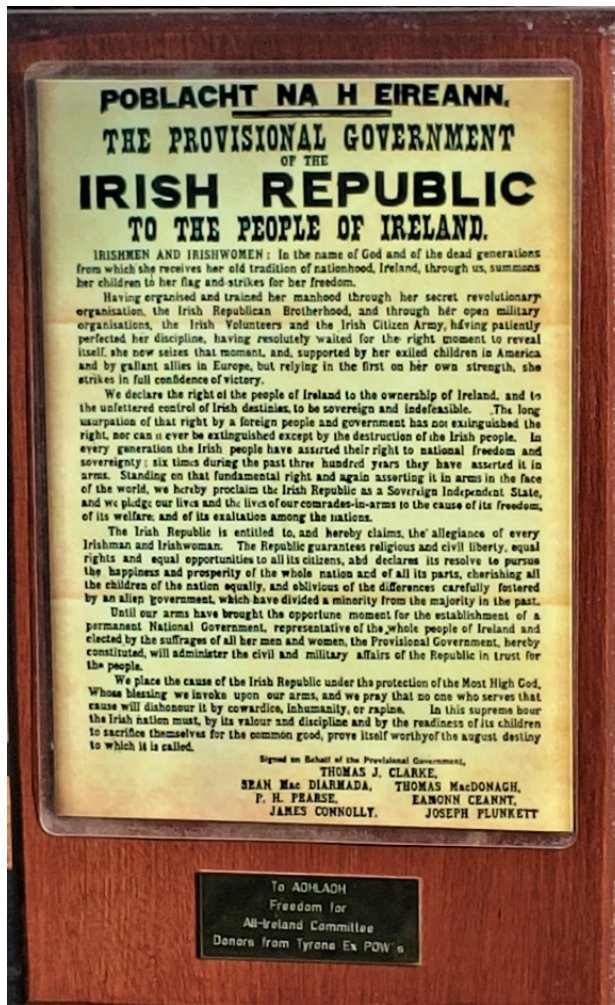 POBLACHT NA H EIREANN.
THE PROVISIONAL GOVERNMENT
OF THE
IRISH REPUBLIC
TO THE PEOPLE OF IRELAND.
IRISHMEN AND IRISHWOMEN : In the name of God and of the dead generations
from which she receives her old tradition of nationhood, Ireland, through us, summons
her children to her flag and strikes for her freedom.
Having organised and trained her manhood through her secret revolutionary
organisation, the Irish Republican Brotherhood, and through her open military
organisations, the Irish Volunteers and the Irish Citizen Army, having patiently
perfected her discipline, having resolutely waited for the right moment to reveal
itself, she now seizes that moment, and, supported by her exiled children in America
and by gallant allies in Europe, but relying in the first on her own strength, she
strikes in full confidence of victory.
We declare the right of the people of Ireland to the ownership of Ireland, and to
the unfettered control of Irish destinies, to be sovereign and indefeasible. The long
usurpation of that right by a foreign people and government has not extinguished the
right, nor can it ever be extinguished except by the destruction of the Irish people. In
every generation the Irish people have asserted their right to national freedom and
sovereignty ; six times during the past three hundred years they have asserted it in
arms. Standing on that fundamental right and again asserting it in arms in the face
of the world, we hereby proclaim the Irish Republic as a Sovereign Independent State,
and we pledge our lives and the lives of our comrades-in-arms to the cause of its freedom,
of its welfare, and of its exaltation among the nations.
The Irish Republic is entitled to, and hereby claims, the allegiance of every
Irishman and Irishwoman. The Republic guarantees religious and civil liberty, equal
rights and equal opportunities to all its citizens, abd declares its resolve to pursue
the happiness and prosperity of the whole nation and of all its parts, cherishing all
the children of the nation equally, and oblivious of the differences carefully fostered
by an alien government, which have divided a minority from the majority in the past.
Until our arms have brought the opportune moment for the establishment of a
permanent National Government, representative of the whole people of Ireland and
elected by the suffrages of all her men and women, the Provisional Government, hereby
constituted, will administer the civil and military affairs of the Republic in trust for
the people.
We place the cause of the Irish Republic under the protection of the Most High God,
Whose blessing we invoke upon our arms, and we pray that no one who serves that
cause will dishonour it by cowardice, inhumanity, or rapine. In this supreme hour
the Irish nation must, by its valour and discipline and by the readiness of its children
to sacrifice themselves for the common good, prove itself worthy of the august destiny
to which it is called.
Signed on Behalf of the Provisional Government,
THOMAS J. CLARKE,
SEAN Mac DIARMADA, THOMAS MacDONAGH,
P. H. PEARSE, EAMONN CEANNT,
JAMES CONNOLLY. JOSEPH PLUNKETT
To AOHLAOH
Freedom for
All-Ireland Committee
Donors from Tyrone Ex POW's